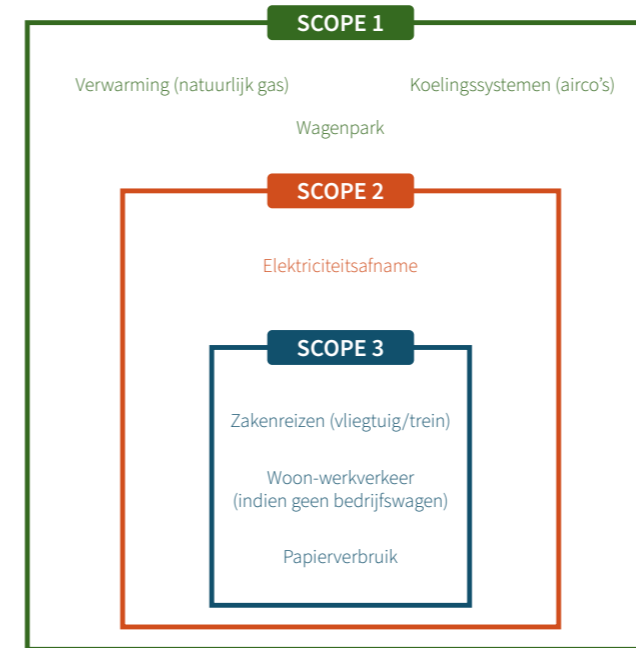 SCOPE 1
Verwarming (natuurlijk gas)
Koelingssystemen (airco’s)
Wagenpark
SCOPE 2
Elektriciteitsafname
SCOPE 3
Zakenreizen (vliegtuig/trein)
Woon-werkverkeer
(indien geen bedrijfswagen)
Papierverbruik